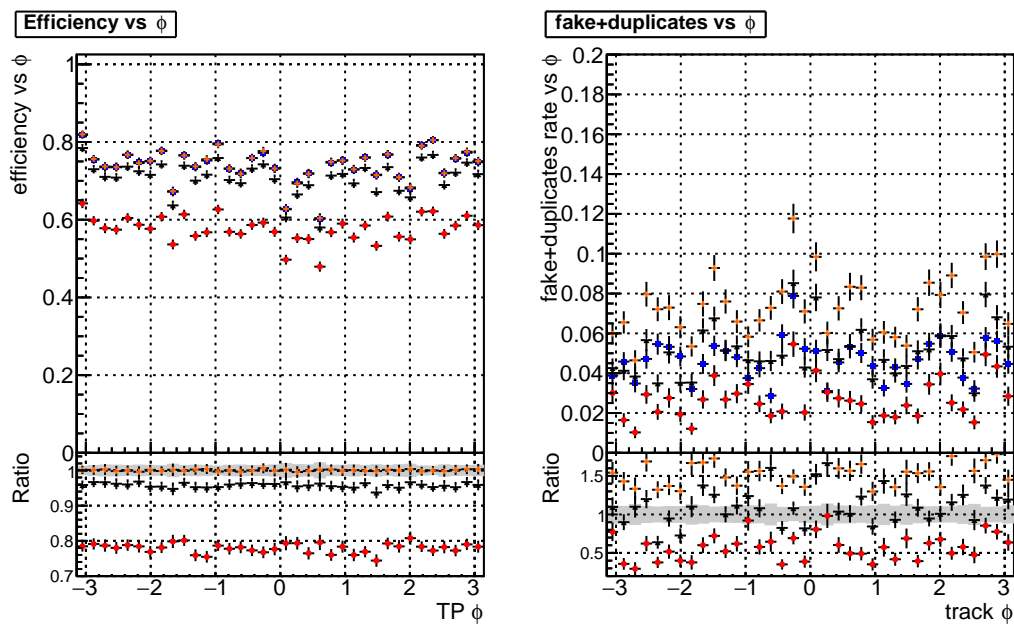 Efficiency vs ϕ
efficiency vs ϕ
1
0.8
0.6
0.4
0.2
0
Ratio
1
0.9
0.8
0.7
−3 −2 −1 0 1 2 3
TP ϕ
fake+duplicates vs ϕ
fake+duplicates rate vs ϕ
0.2
0.18
0.16
0.14
0.12
0.1
0.08
0.06
0.04
0.02
0
Ratio
1.5
1
0.5
−3 −2 −1 0 1 2 3
track ϕ